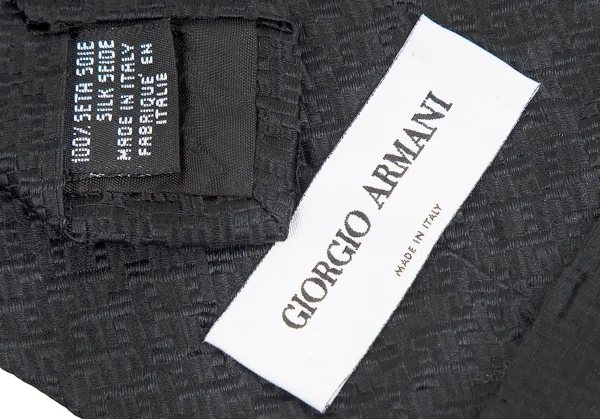 100% SETA SOIE
SILK SEIDE
MADE IN ITALY
FABRIQUE' EN
ITALIE
GIORGIO ARMANI
MADE IN ITALY